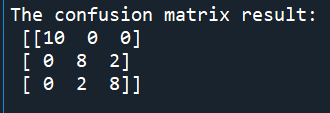 The confusion matrix result:
[[10  0  0]
[ 0  8  2]
[ 0  2  8]]